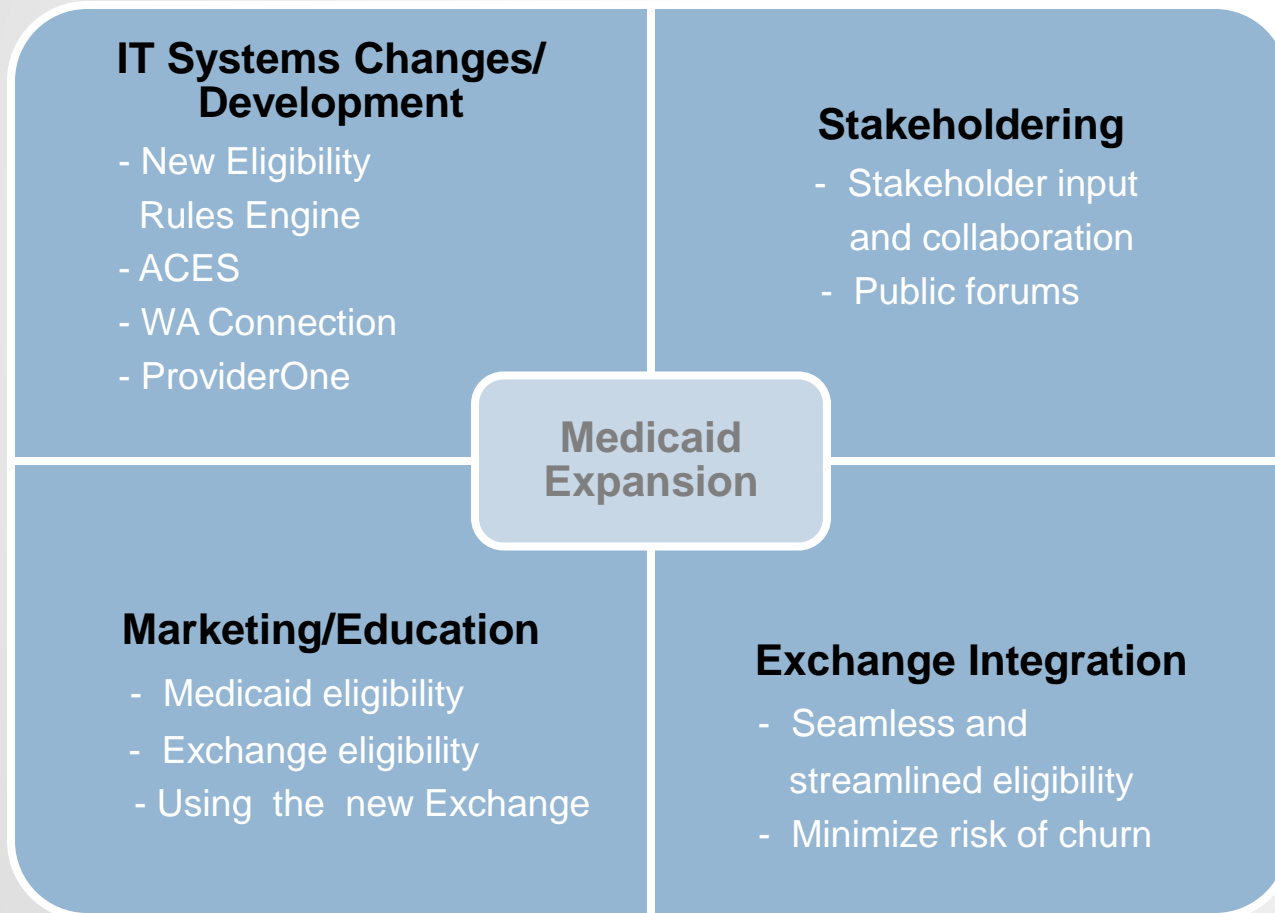 IT Systems Changes/
Development
- New Eligibility
Rules Engine
- ACES
- WA Connection
- ProviderOne
Stakeholdering
- Stakeholder input
and collaboration
- Public forums
Medicaid
Expansion
Marketing/Education
- Medicaid eligibility
- Exchange eligibility
- Using the new Exchange
Exchange Integration
- Seamless and
streamlined eligibility
- Minimize risk of churn